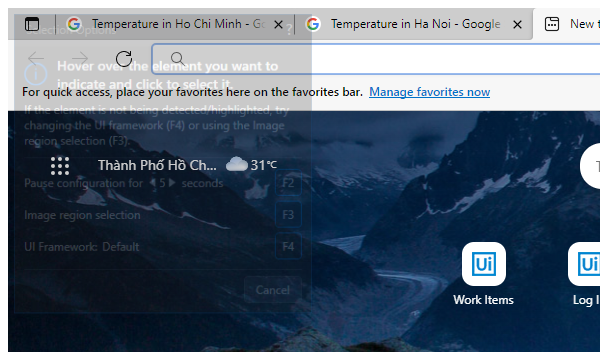 Temperature in Ho Chi Minh - Go
Temperature in Ha Noi - Google
New t
Selection Options
?
Hover over the element you want to
indicate and click to select it.
For quick access, place your favorites here on the favorites bar. Manage favorites now
If the element is not being detected/highlighted, try
changing the UI framework (F4) or using the Image
region selection (F3).
Thành Phố Hồ Ch... 31°C
T
Pause configuration for 5 seconds F2
Image region selection F3
UI Framework: Default F4
Cancel
Ui
Ui
Work Items
Log I